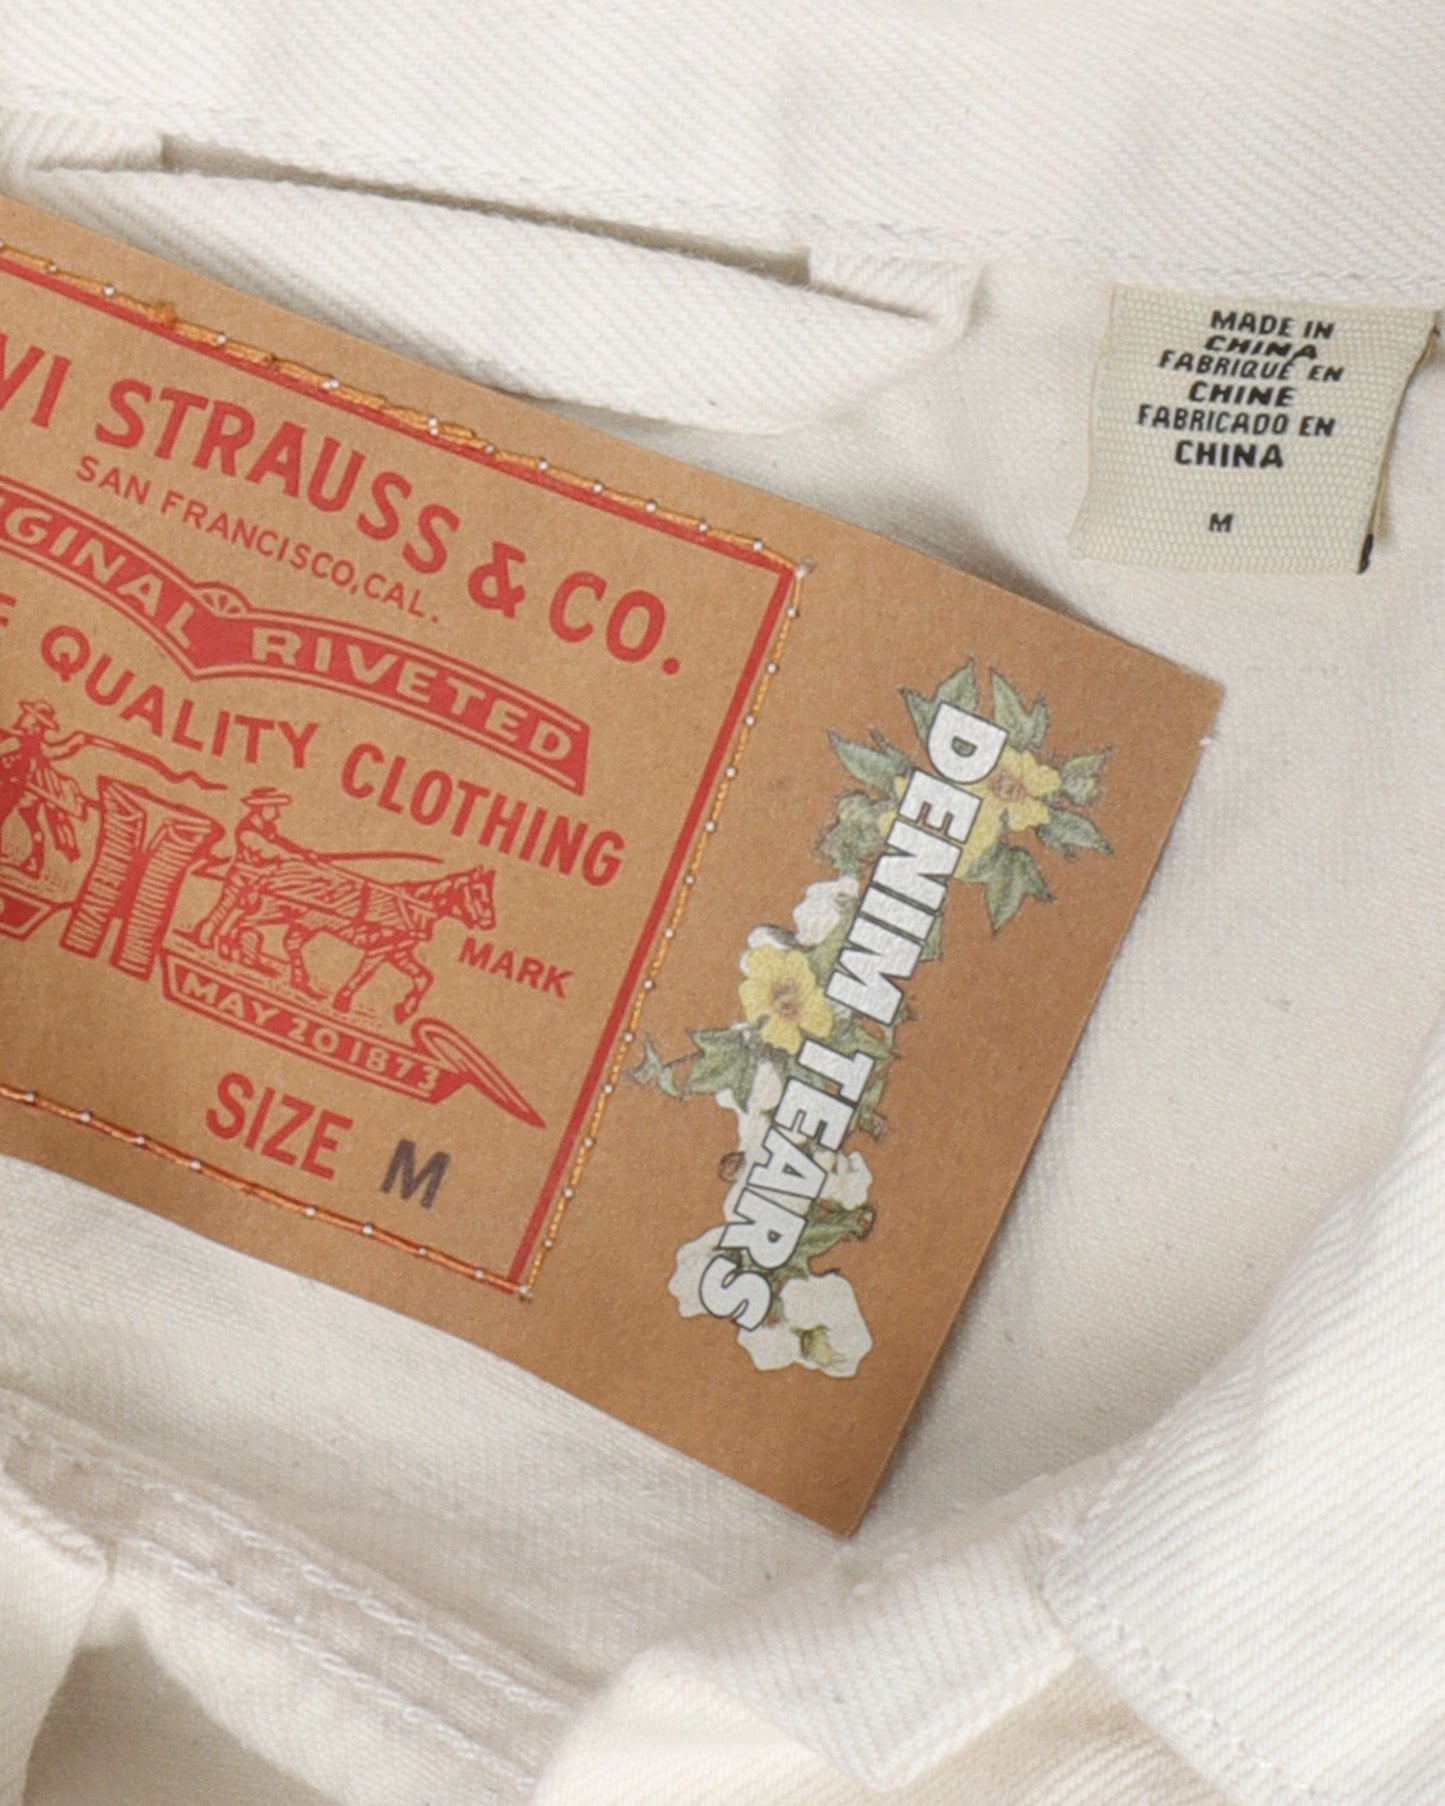 VI STRAUSS & CO.
SAN FRANCISCO, CAL.
GINAL RIVETED
E QUALITY CLOTHING
MARK
MAY 20 1873
SIZE M
DENIM TEARS
MADE IN
CHINA
FABRIQUÉ EN
CHINE
FABRICADO EN
CHINA
M